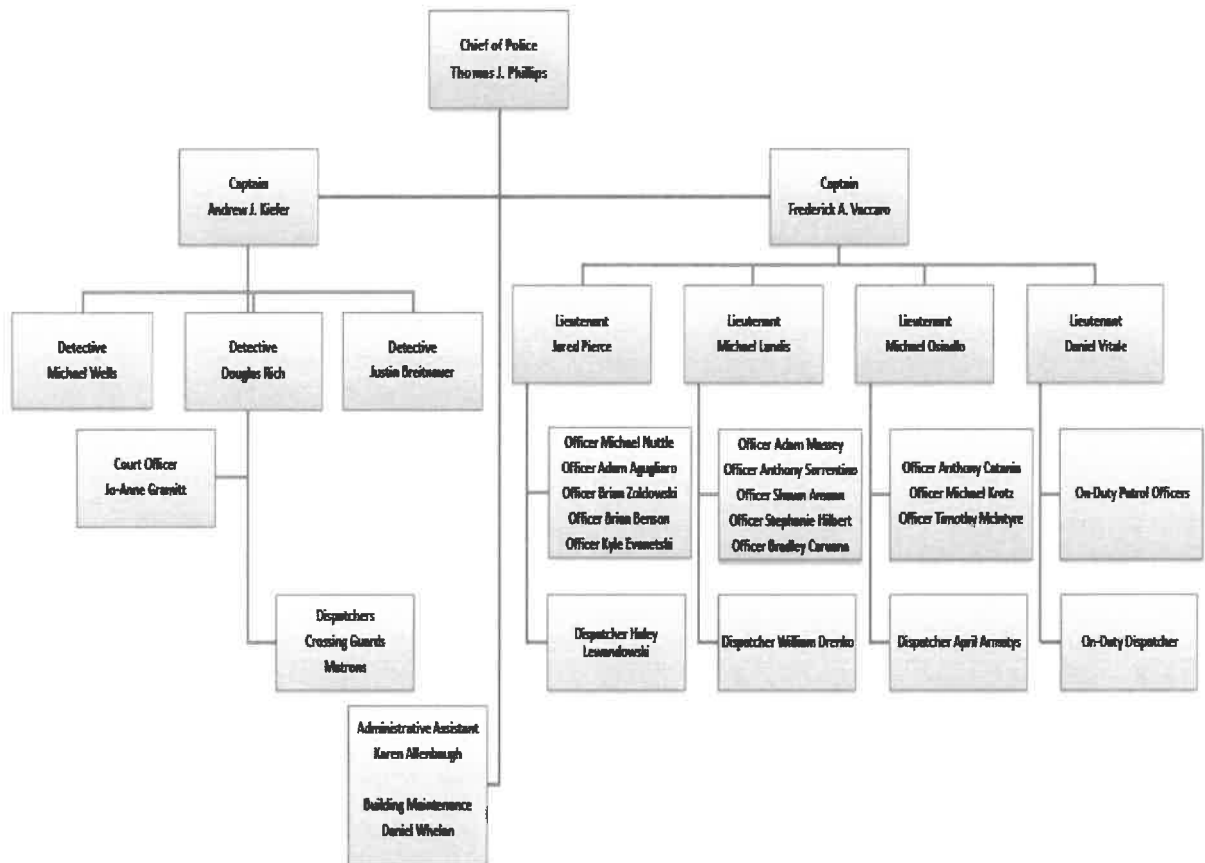 Chief of Police
Thomas J. Phillips
Captain
Andrew J. Kiefer
Captain
Frederick A. Vaccaro
Detective
Michael Wells
Detective
Douglas Rich
Detective
Justin Breitnauer
Lieutenant
Jared Pierce
Lieutenant
Michael Landis
Lieutenant
Michael
Lieutenant
Daniel Vitale
Court Officer
Jo-Anne Gramitt
Officer Michael Nuttle
Officer Adam Agugliaro
Officer Brian Zoldowski
Officer Brian Benson
Officer Kyle Evanetski
Officer Adam Massey
Officer Anthony Sorrentino
Officer Shawn
Officer Stephanie Hilbert
Officer Bradley Caruana
Officer Anthony Catania
Officer Michael Krotz
Officer Timothy McIntyre
On-Duty Patrol Officers
Dispatchers
Crossing Guards
Matrons
Dispatcher Haley
Lewandowski
Dispatcher William Drenko
Dispatcher April Armatys
On-Duty Dispatcher
Administrative Assistant
Karen Allenbaugh
Building Maintenance
Daniel Whelan